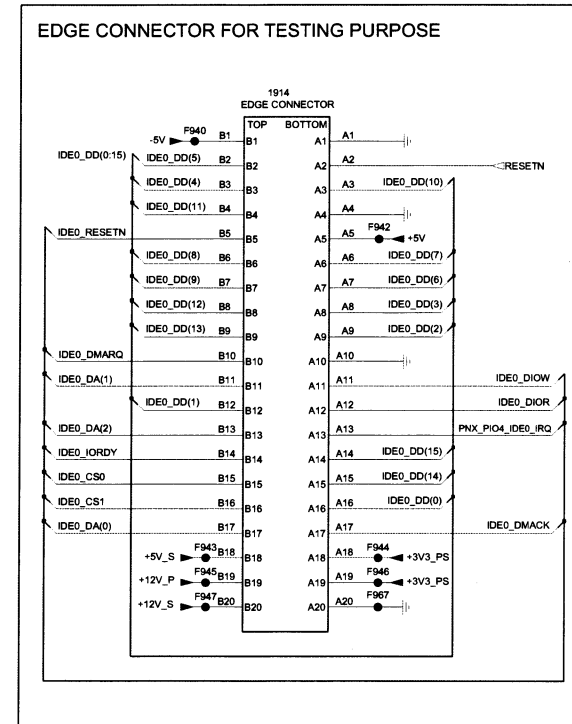 EDGE CONNECTOR FOR TESTING PURPOSE
1914
EDGE CONNECTOR
TOP BOTTOM
-5V F940 B1 B1 A1 A1
IDE0_DD(0:15) IDE0_DD(5) B2 B2 A2 A2 RESETN
IDE0_DD(4) B3 B3 A3 A3 IDE0_DD(10)
IDE0_DD(11) B4 B4 A4 A4
IDE0_RESETN B5 B5 A5 A5 F942 +5V
IDE0_DD(8) B6 B6 A6 A6 IDE0_DD(7)
IDE0_DD(9) B7 B7 A7 A7 IDE0_DD(6)
IDE0_DD(12) B8 B8 A8 A8 IDE0_DD(3)
IDE0_DD(13) B9 B9 A9 A9 IDE0_DD(2)
IDE0_DMARQ B10 B10 A10 A10
IDE0_DA(1) B11 B11 A11 A11 IDE0_DIOW
IDE0_DD(1) B12 B12 A12 A12 IDE0_DIOR
IDE0_DA(2) B13 B13 A13 A13 PNX_PIO4_IDE0_IRQ
IDE0_IORDY B14 B14 A14 A14 IDE0_DD(15)
IDE0_CS0 B15 B15 A15 A15 IDE0_DD(14)
IDE0_CS1 B16 B16 A16 A16 IDE0_DD(0)
IDE0_DA(0) B17 B17 A17 A17 IDE0_DMACK
+5V_S F943 B18 B18 A18 A18 F944 +3V3_PS
+12V_P F945 B19 B19 A19 A19 F946 +3V3_PS
+12V_S F947 B20 B20 A20 A20 F967